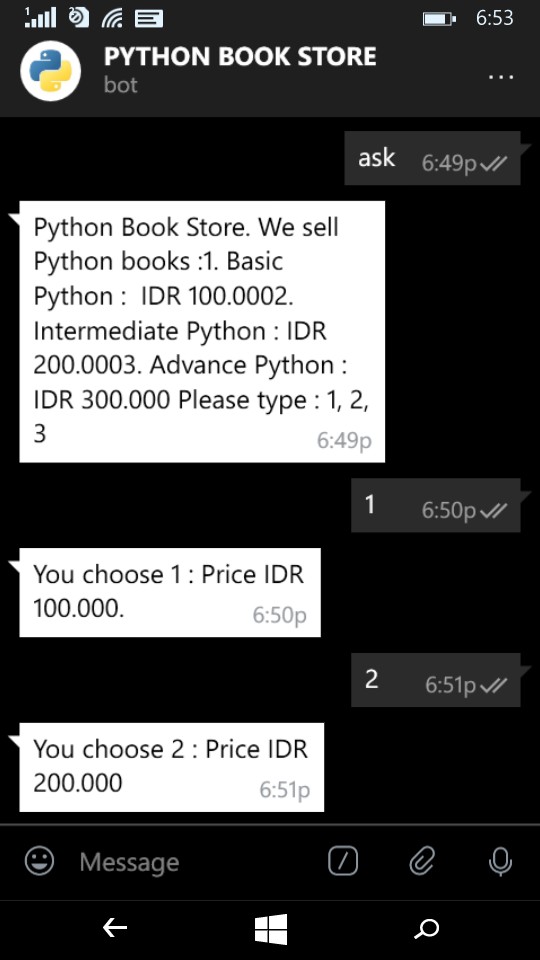 1
6:53
PYTHON BOOK STORE
bot
...
ask 6:49p
Python Book Store. We sell
Python books :1. Basic
Python :  IDR 100.0002.
Intermediate Python : IDR
200.0003. Advance Python :
IDR 300.000 Please type : 1, 2,
3
6:49p
1 6:50p
You choose 1 : Price IDR
100.000.
6:50p
2 6:51p
You choose 2 : Price IDR
200.000
6:51p
Message